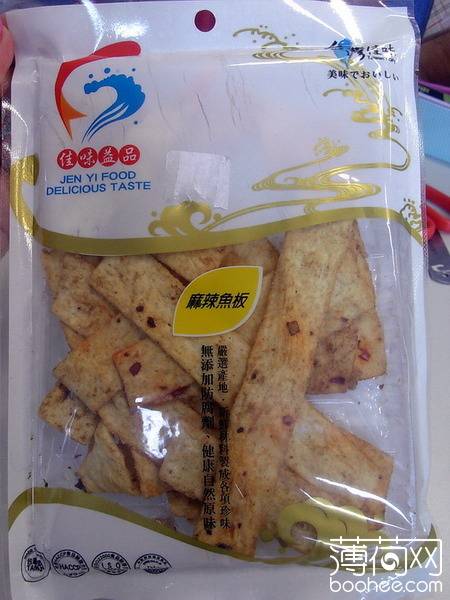 美味でおいしい
佳味益品
JEN YI FOOD
DELICIOUS TASTE
麻辣魚板
嚴選產地
無添加防腐劑、健康自然原味
HACCP
薄荷网
boohee.com